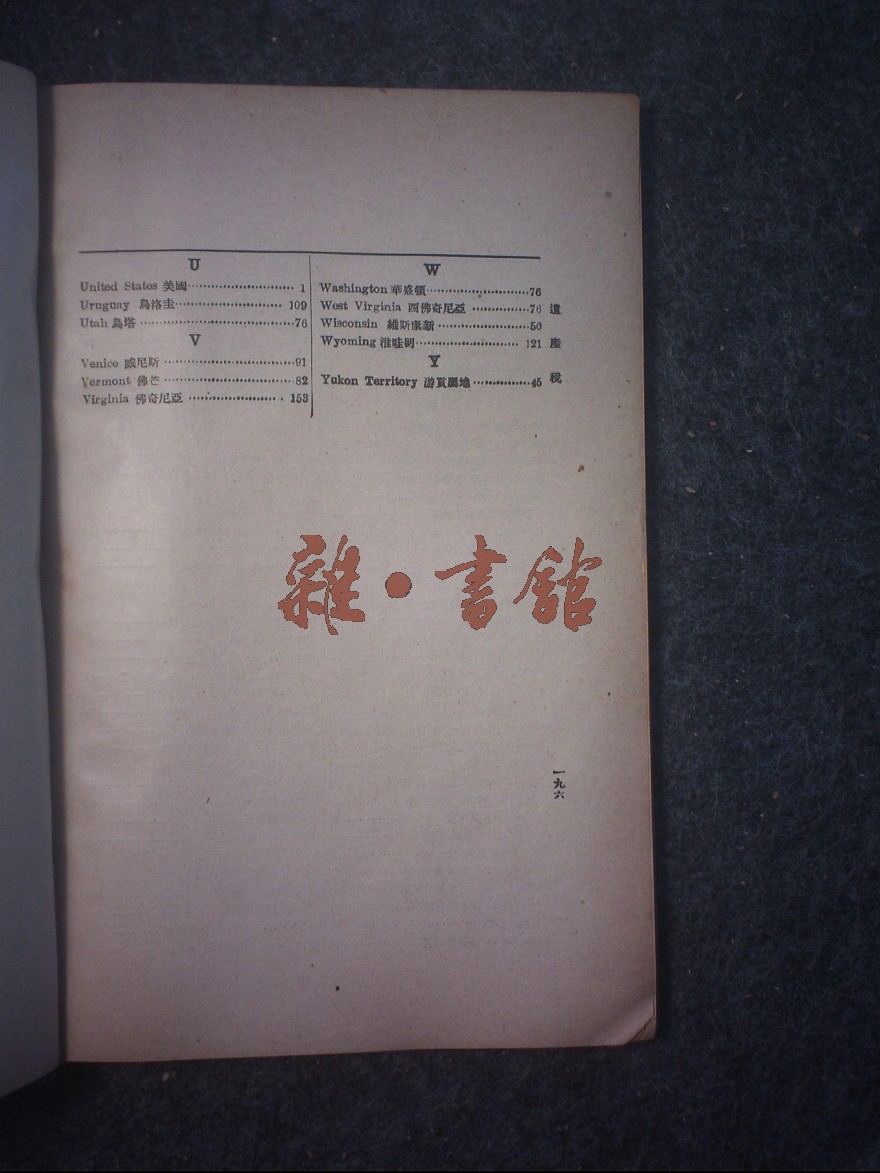 U
United States 美國 1
Uruguay 烏洛圭 109
Utah 烏塔 76
V
Venice 威尼斯 91
Vermont 佛芒 82
Virginia 佛奇尼亞 153
W
Washington 華盛頓 76
West Virginia 西佛奇尼亞 76
Wisconsin 維斯康新 50
Wyoming 淮哇明 121
Y
Yukon Territory 游頁屬地 45
遺產稅
一九六
雜·書館